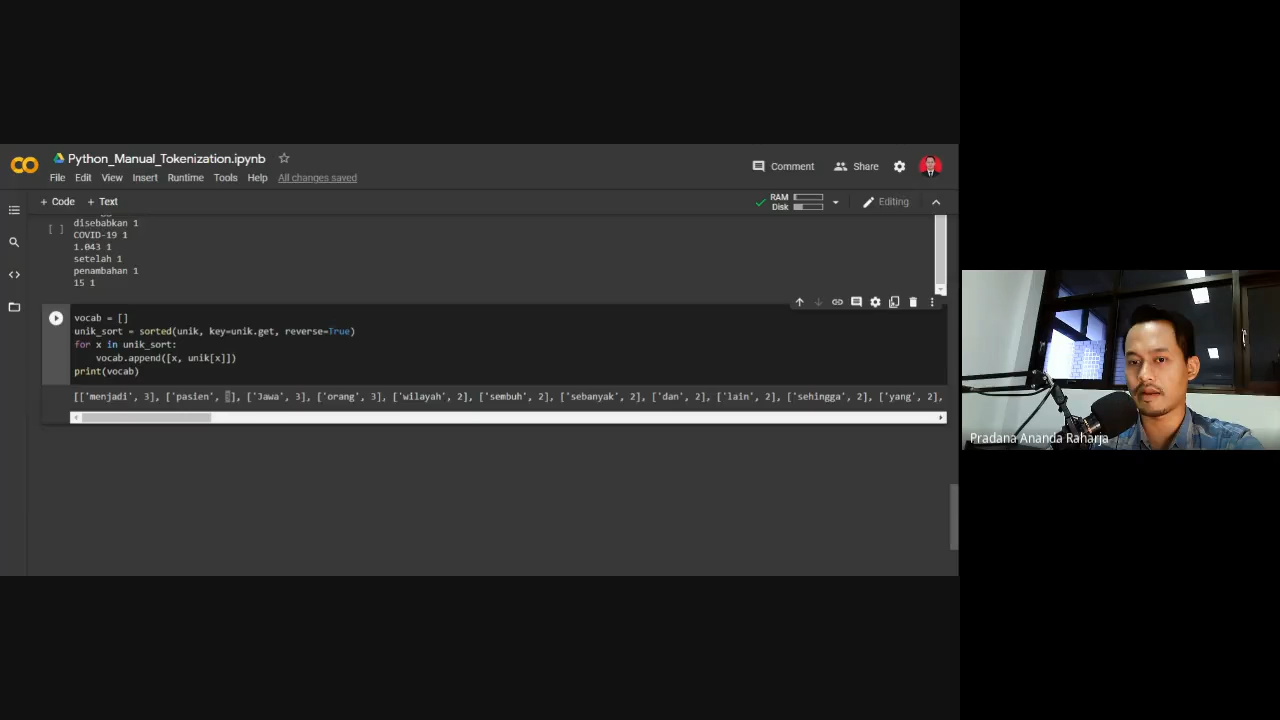 Python_Manual_Tokenization.ipynb
File Edit View Insert Runtime Tools Help All changes saved
Comment Share
+ Code + Text
RAM
Disk
Editing
disebabkan 1
[ ] COVID-19 1
1.043 1
setelah 1
penambahan 1
15 1
vocab = []
unik_sort = sorted(unik, key=unik.get, reverse=True)
for x in unik_sort:
vocab.append([x, unik[x]])
print(vocab)
[['menjadi', 3], ['pasien', ], ['Jawa', 3], ['orang', 3], ['wilayah', 2], ['sembuh', 2], ['sebanyak', 2], ['dan', 2], ['lain', 2], ['sehingga', 2], ['yang', 2],
Pradana Ananda Raharja